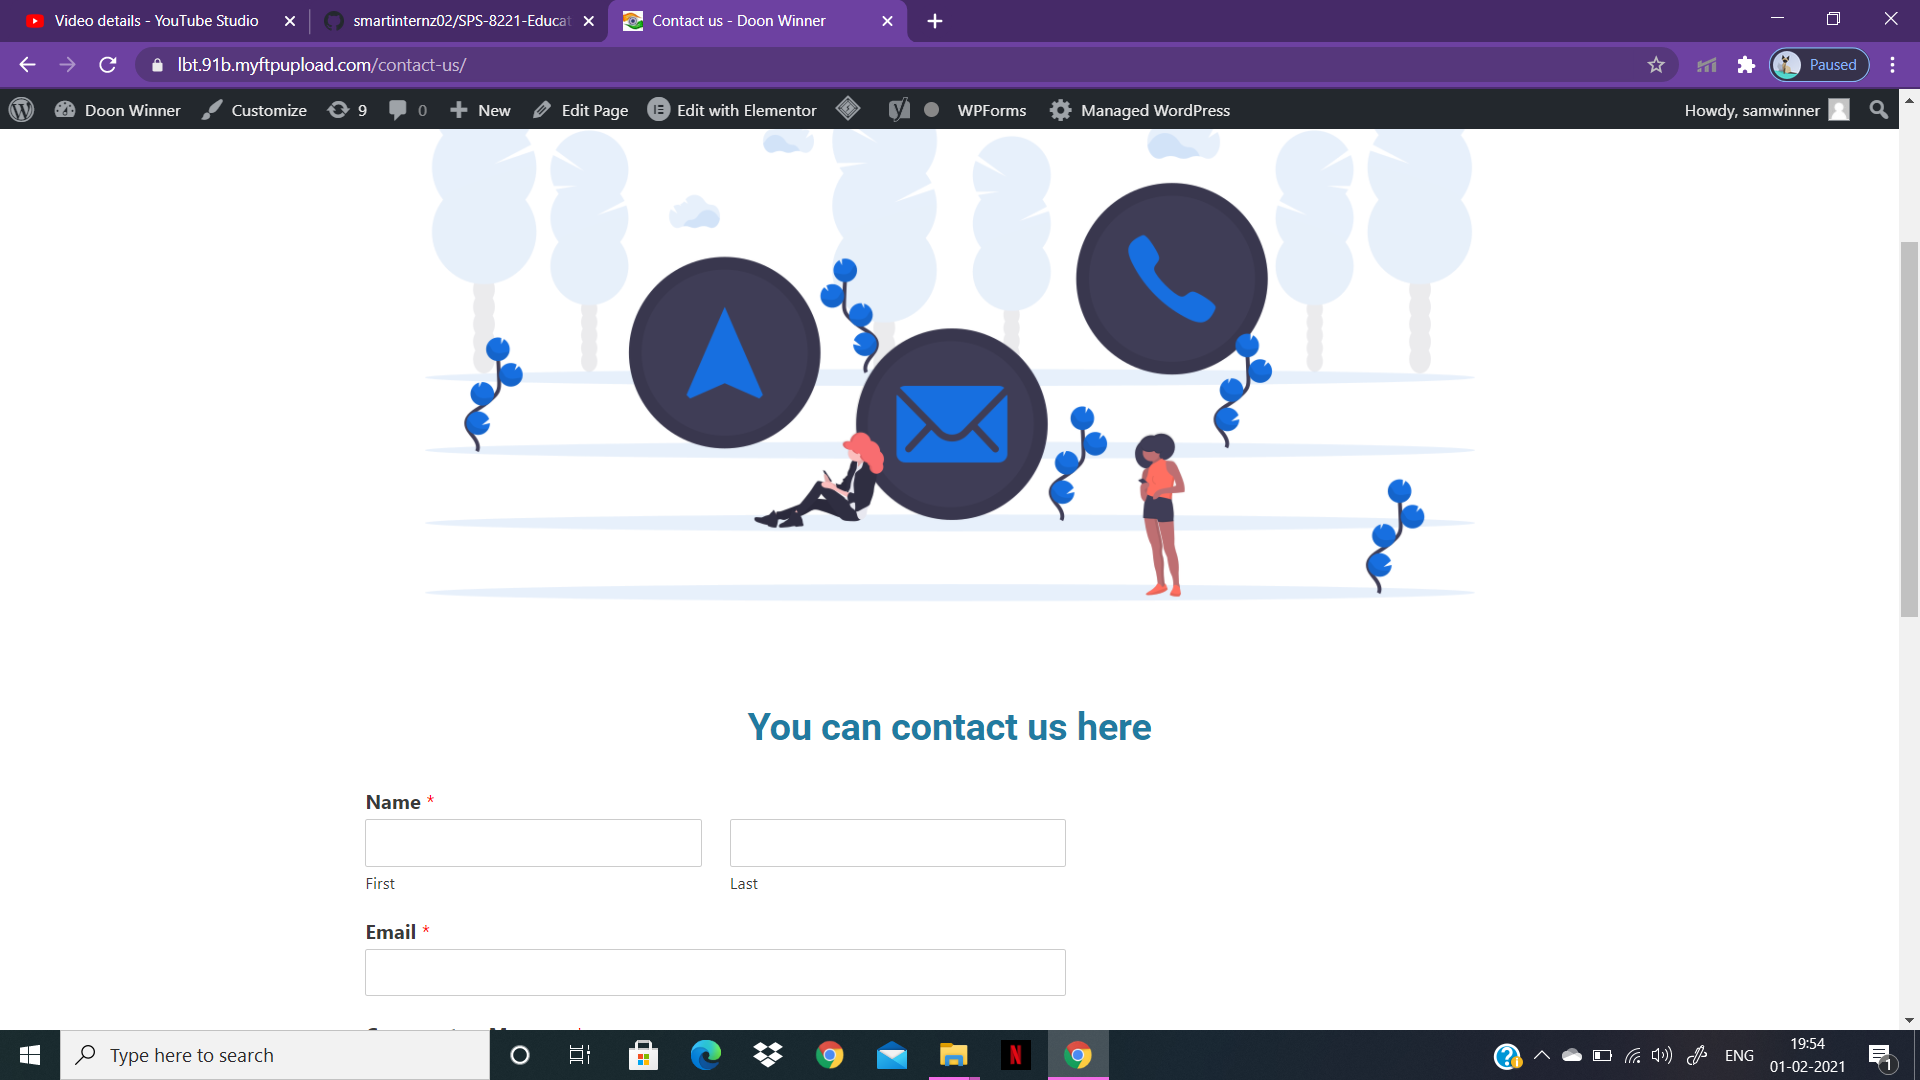 Video details - YouTube Studio
smartinternz02/SPS-8221-Educat
Contact us - Doon Winner
lbt.91b.myftpupload.com/contact-us/
Paused
Doon Winner
Customize
9
0
New
Edit Page
Edit with Elementor
WPForms
Managed WordPress
Howdy, samwinner
You can contact us here
Name *
First
Last
Email *
Type here to search
N
ENG
19:54
01-02-2021
1